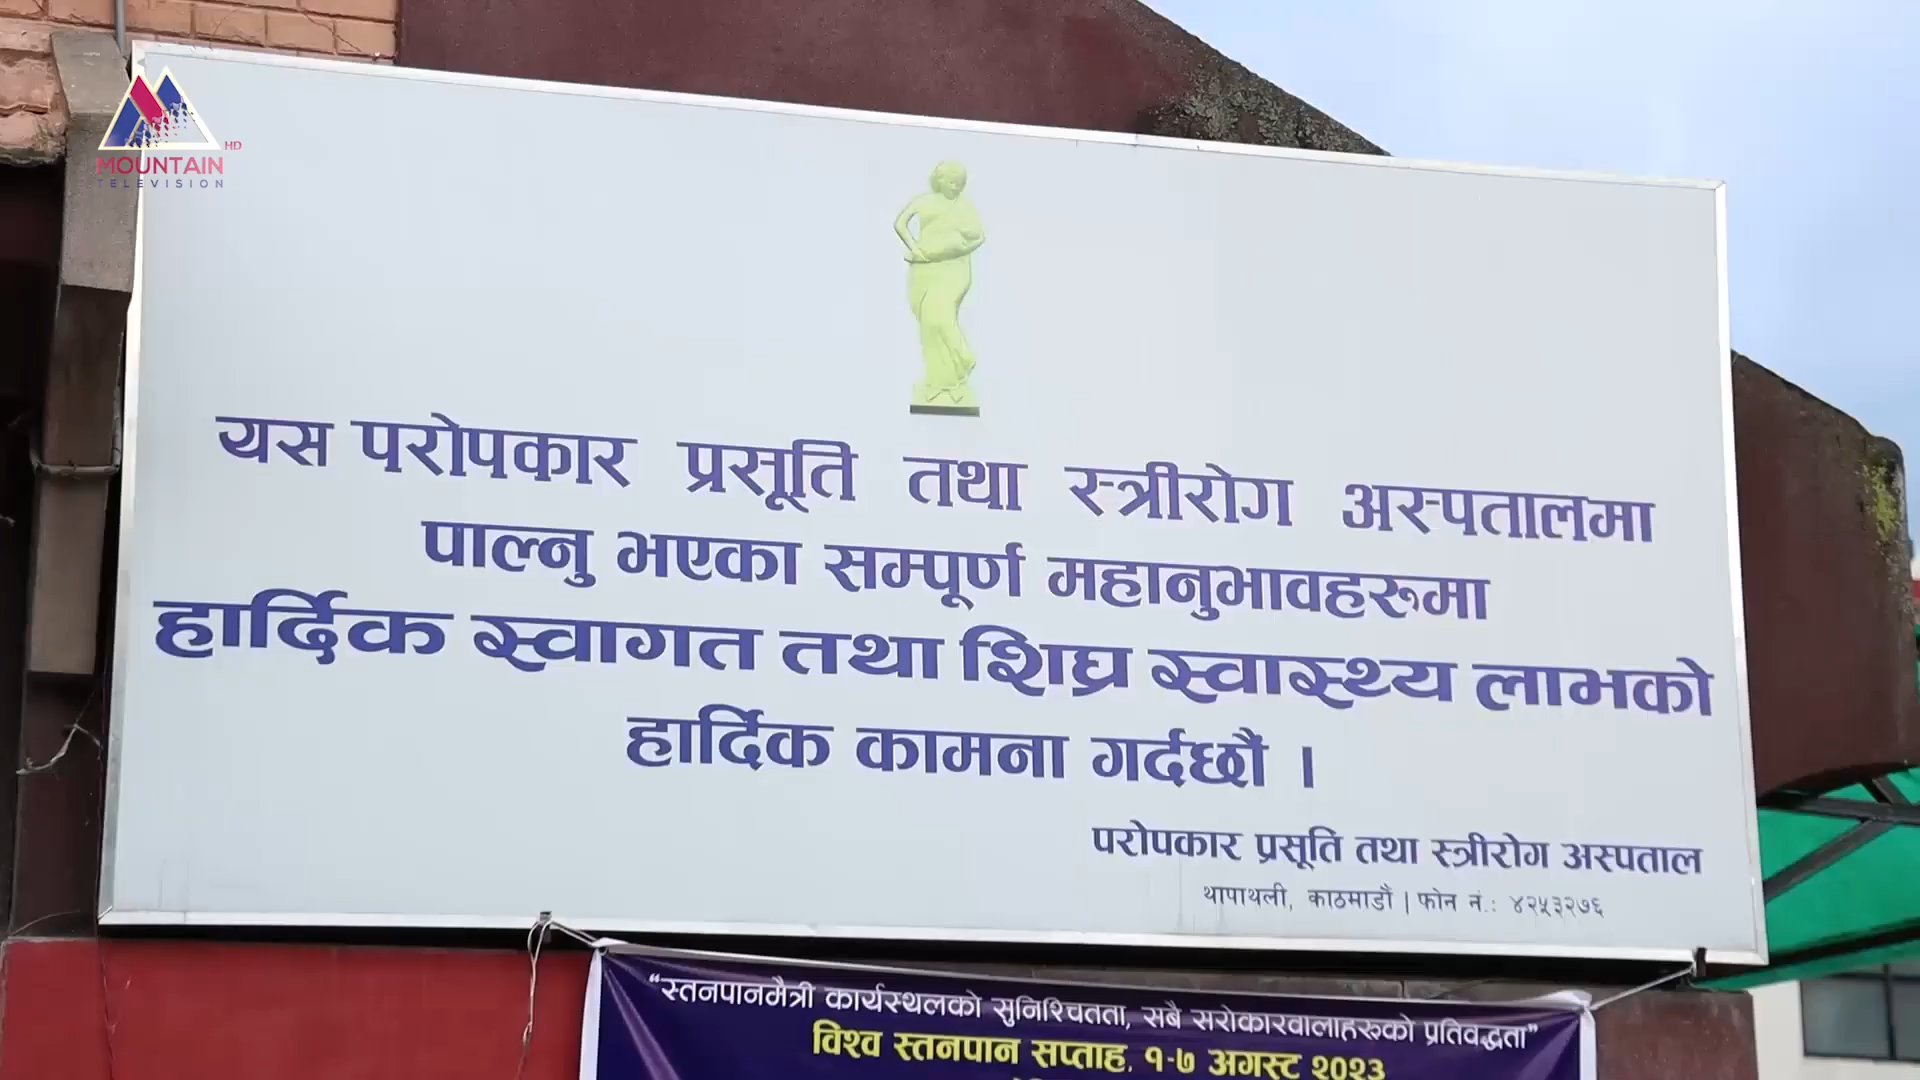 MOUNTAIN HD
TELEVISION
यस परोपकार प्रसूति तथा स्त्रीरोग अस्पतालमा
पाल्नु भएका सम्पूर्ण महानुभावहरुमा
हार्दिक स्वागत तथा शिघ्र स्वास्थ्य लाभको
हार्दिक कामना गर्दछौं ।
परोपकार प्रसूति तथा स्त्रीरोग अस्पताल
थापाथली, काठमाडौँ | फोन नं.: ४२५३२७६
“स्तनपानमैत्री कार्यस्थलको सुनिश्चितता, सबै सरोकारवालाहरुको प्रतिवद्धता”
विश्व स्तनपान सप्ताह, १-७ अगस्ट २०२३